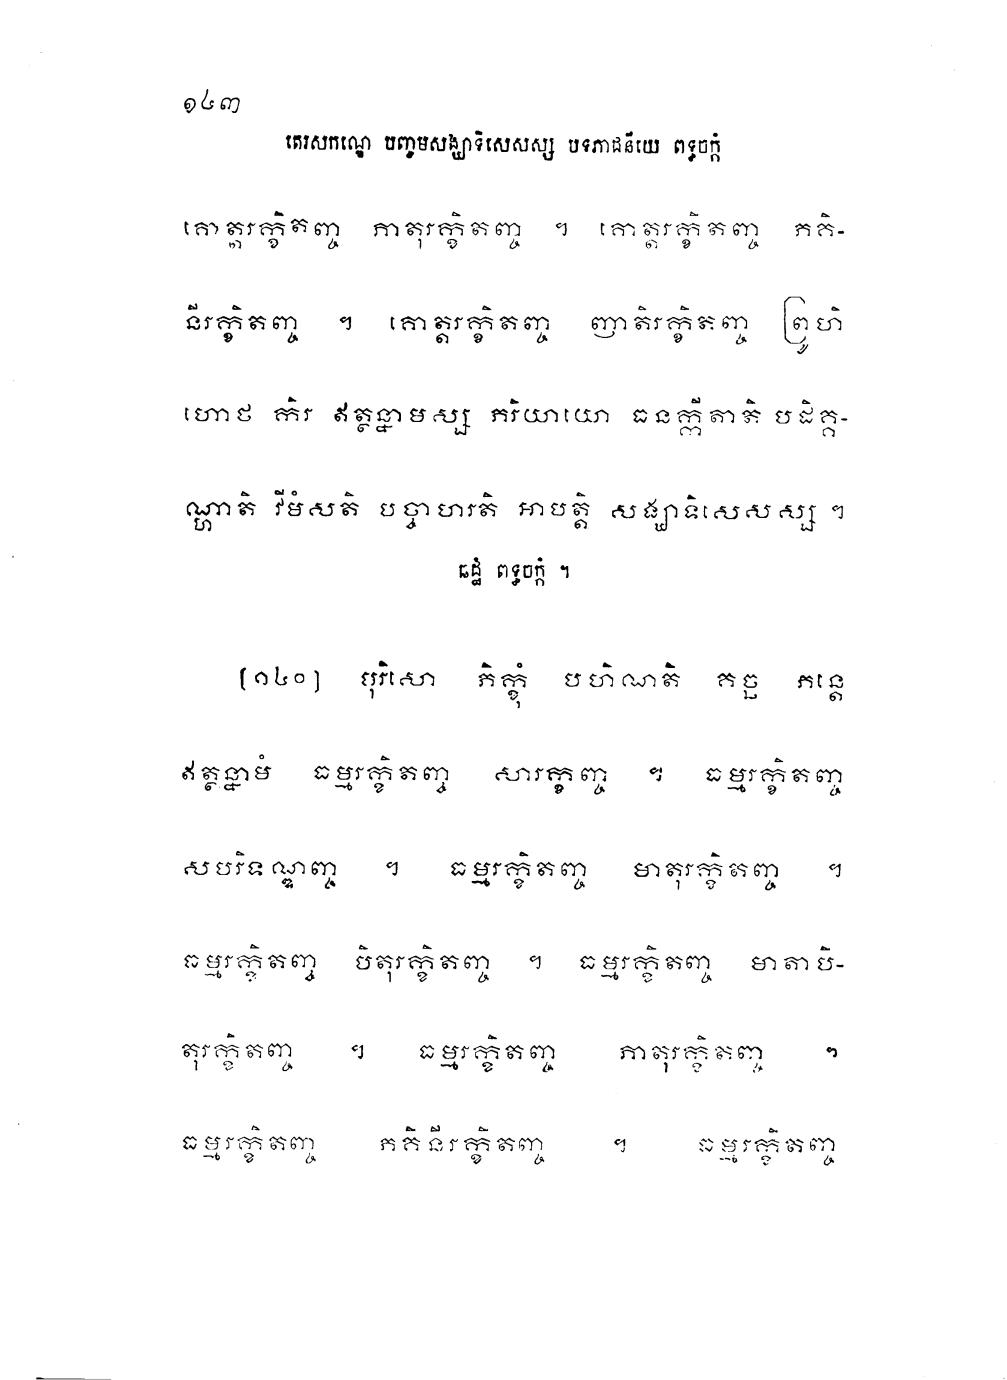 ១៤៣
តេរសកណ្ឌេ បញ្ចមសង្ឃាទិសេសស្ស បទភាជនីយេ ពទ្ធចក្កំ
គោត្តរក្ខិតញ្ច ភាតុរក្ខិតញ្ច ។ គោត្តរក្ខិតញ្ច ភគិ-
នីរក្ខិតញ្ច ។ គោត្តរក្ខិតញ្ច ញាតិរក្ខិតញ្ច ព្រូហិ
ហោថ កិរ ឥត្ថន្នាមស្ស ភរិយាយោ ធនក្កីតាតិ បដិគ្គ-
ណ្ហាតិ វីមំសតិ បច្ចាហរតិ អាបត្តិ សង្ឃាទិសេសស្ស ។
ឆដ្ឋំ ពទ្ធចក្កំ ។
[១៤០] បុរិសោ ភិក្ខុំ បហិណតិ គច្ឆ ភន្តេ
ឥត្ថន្នាមំ ធម្មរក្ខិតញ្ច សារក្ខញ្ច ។ ធម្មរក្ខិតញ្ច
សបរិទណ្ឌញ្ច ។ ធម្មរក្ខិតញ្ច មាតុរក្ខិតញ្ច ។
ធម្មរក្ខិតញ្ច បិតុរក្ខិតញ្ច ។ ធម្មរក្ខិតញ្ច មាតាបិ-
តុរក្ខិតញ្ច ។ ធម្មរក្ខិតញ្ច ភាតុរក្ខិតញ្ច ។
ធម្មរក្ខិតញ្ច ភគិនីរក្ខិតញ្ច ។ ធម្មរក្ខិតញ្ច